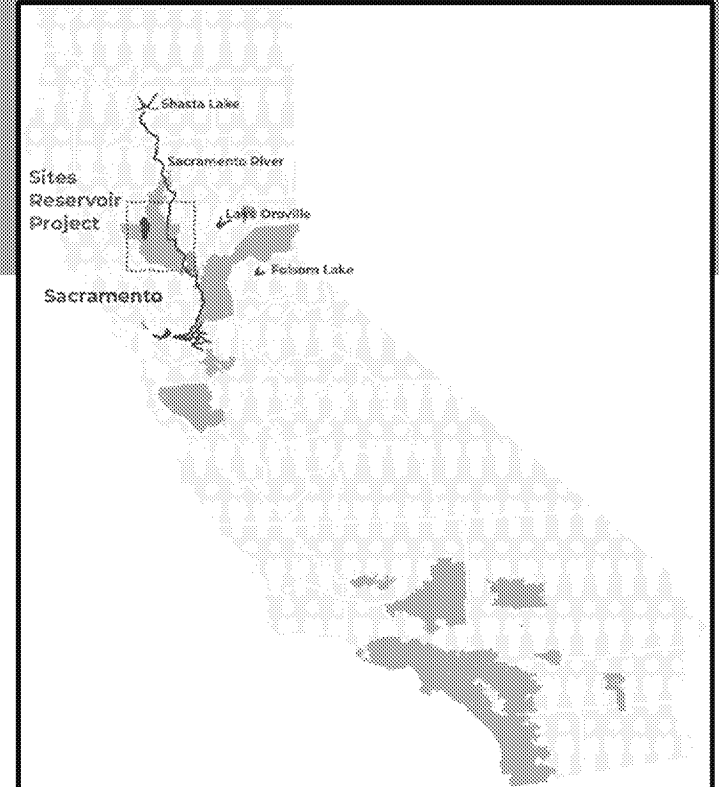 Shasta Lake
Sacramento River
Sites
Reservoir
Project
Lake Oroville
Folsom Lake
Sacramento